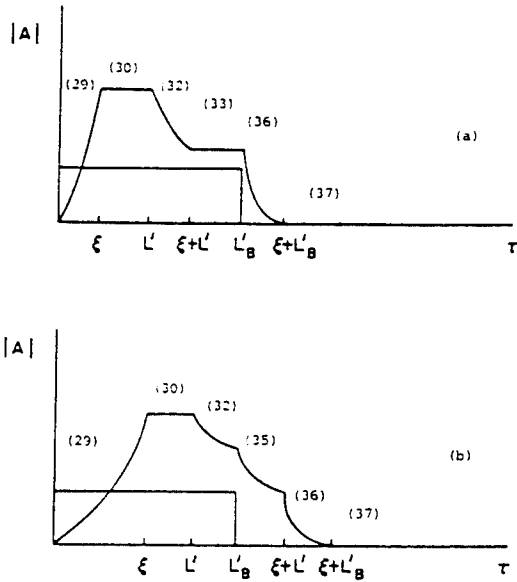 |A|
(30)
(29)
(32)
(33)
(36)
(a)
(37)
ξ L' ξ+L' L'B ξ+L'B τ
|A|
(30)
(32)
(29)
(35)
(b)
(36)
(37)
ξ L' L'B ξ+L' ξ+L'B τ